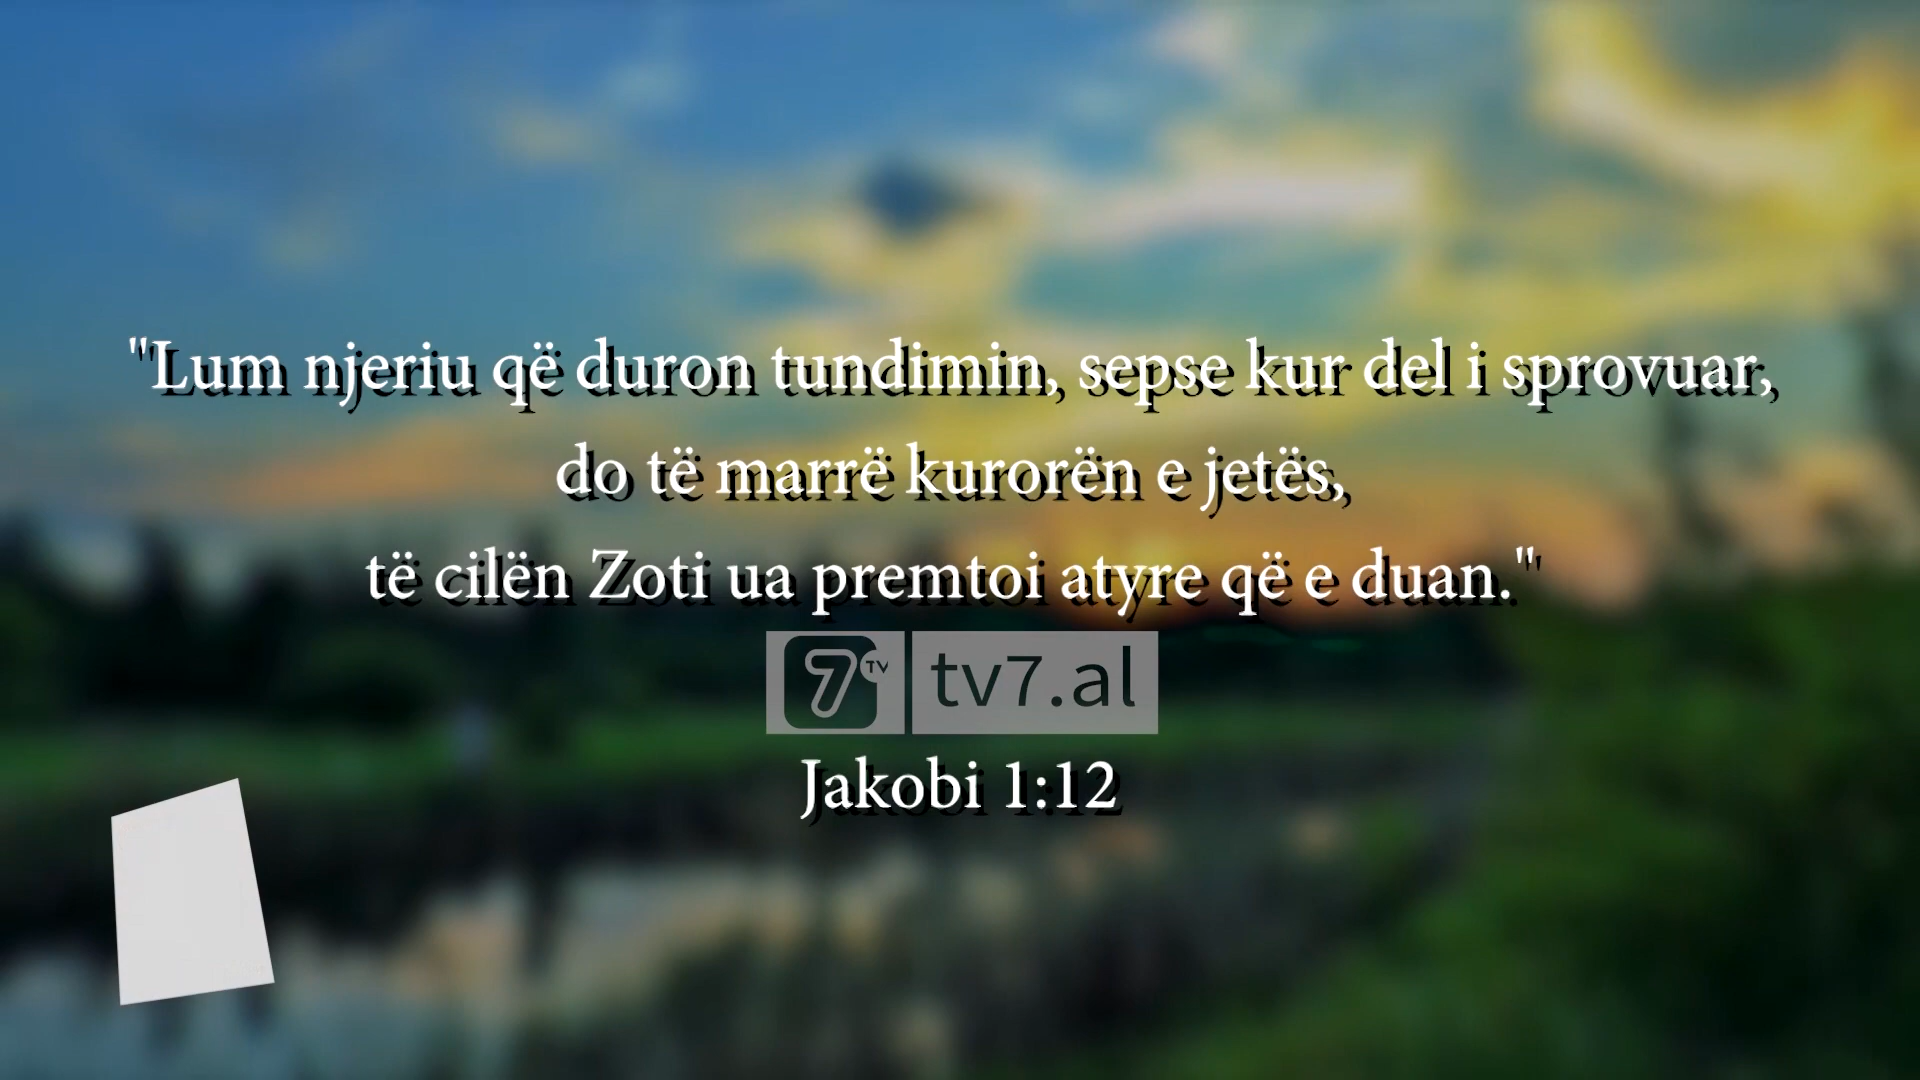 "Lum njeriu që duron tundimin, sepse kur del i sprovuar,
do të marrë kurorën e jetës,
të cilën Zoti ua premtoi atyre që e duan."
7 TV tv7.al
Jakobi 1:12